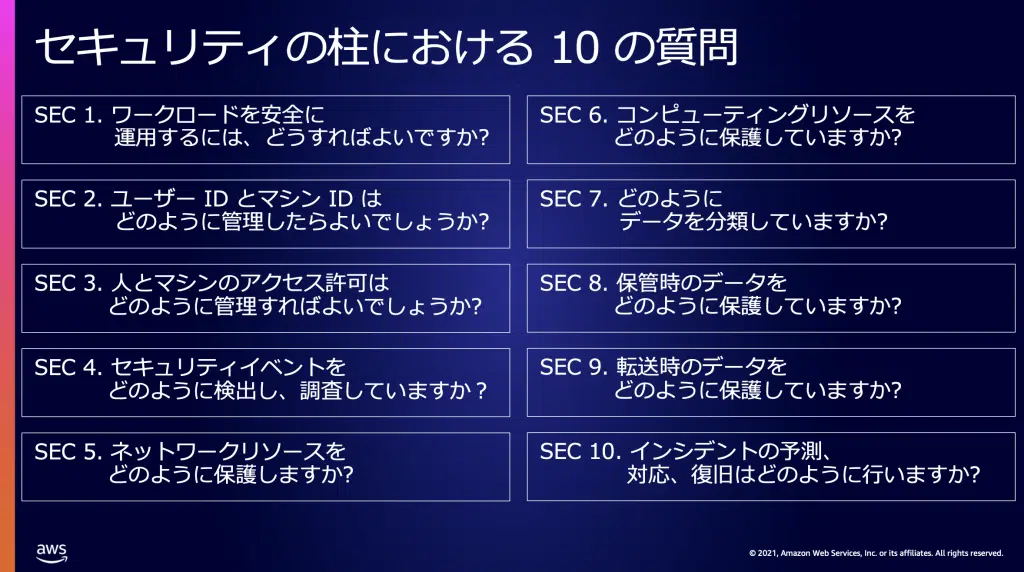 セキュリティの柱における 10 の質問
SEC 1. ワークロードを安全に
運用するには、どうすればよいですか?
SEC 2. ユーザー ID とマシン ID は
どのように管理したらよいでしょうか?
SEC 3. 人とマシンのアクセス許可は
どのように管理すればよいでしょうか?
SEC 4. セキュリティイベントを
どのように検出し、調査していますか？
SEC 5. ネットワークリソースを
どのように保護しますか?
SEC 6. コンピューティングリソースを
どのように保護していますか?
SEC 7. どのように
データを分類していますか?
SEC 8. 保管時のデータを
どのように保護していますか?
SEC 9. 転送時のデータを
どのように保護していますか?
SEC 10. インシデントの予測、
対応、復旧はどのように行いますか?
aws
© 2021, Amazon Web Services, Inc. or its affiliates. All rights reserved.